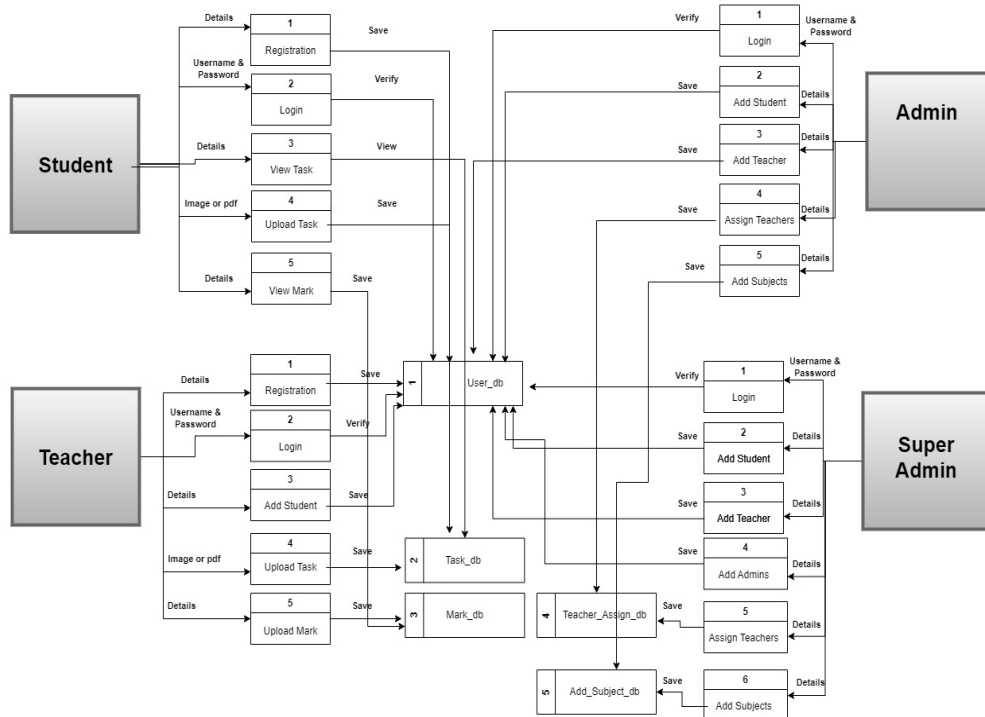 Student
Details
1
Registration
Save
Username &
Password
2
Login
Verify
Details
3
View Task
View
Image or pdf
4
Upload Task
Save
Details
5
View Mark
Save
Admin
Username &
Password
1
Login
Verify
Details
2
Add Student
Save
Details
3
Add Teacher
Save
Details
4
Assign Teachers
Save
Details
5
Add Subjects
Save
Teacher
Details
1
Registration
Save
Username &
Password
2
Login
Verify
Details
3
Add Student
Save
Image or pdf
4
Upload Task
Save
Details
5
Upload Mark
Save
1
User_db
2
Task_db
3
Mark_db
4
Teacher_Assign_db
5
Add_Subject_db
Super
Admin
Username &
Password
1
Login
Verify
Details
2
Add Student
Save
Details
3
Add Teacher
Save
Details
4
Add Admins
Save
Details
5
Assign Teachers
Save
Details
6
Add Subjects
Save